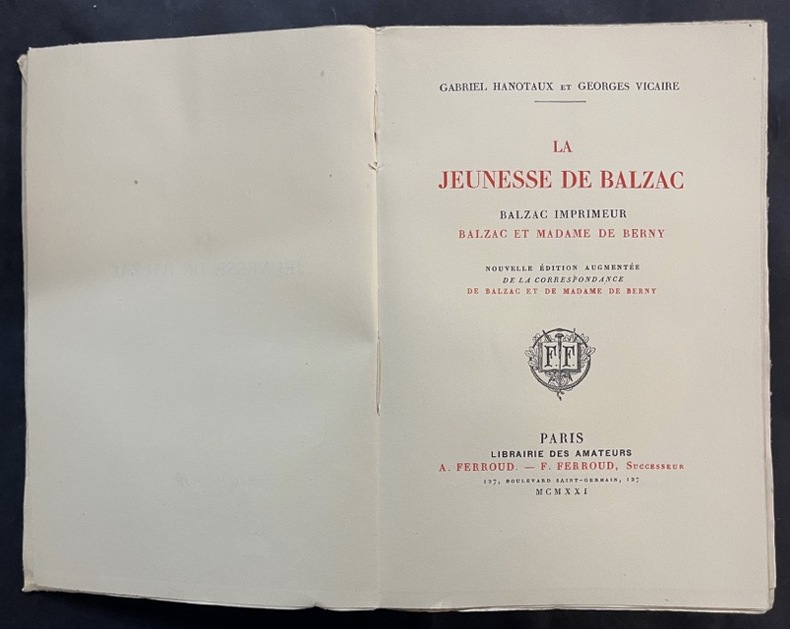 GABRIEL HANOTAUX ET GEORGES VICAIRE
LA
JEUNESSE DE BALZAC
BALZAC IMPRIMEUR
BALZAC ET MADAME DE BERNY
NOUVELLE ÉDITION AUGMENTÉE
DE LA CORRESPONDANCE
DE BALZAC ET DE MADAME DE BERNY
F. F.
PARIS
LIBRAIRIE DES AMATEURS
A. FERROUD. — F. FERROUD, SUCCESSEUR
127, BOULEVARD SAINT-GERMAIN, 127
MCMXXI